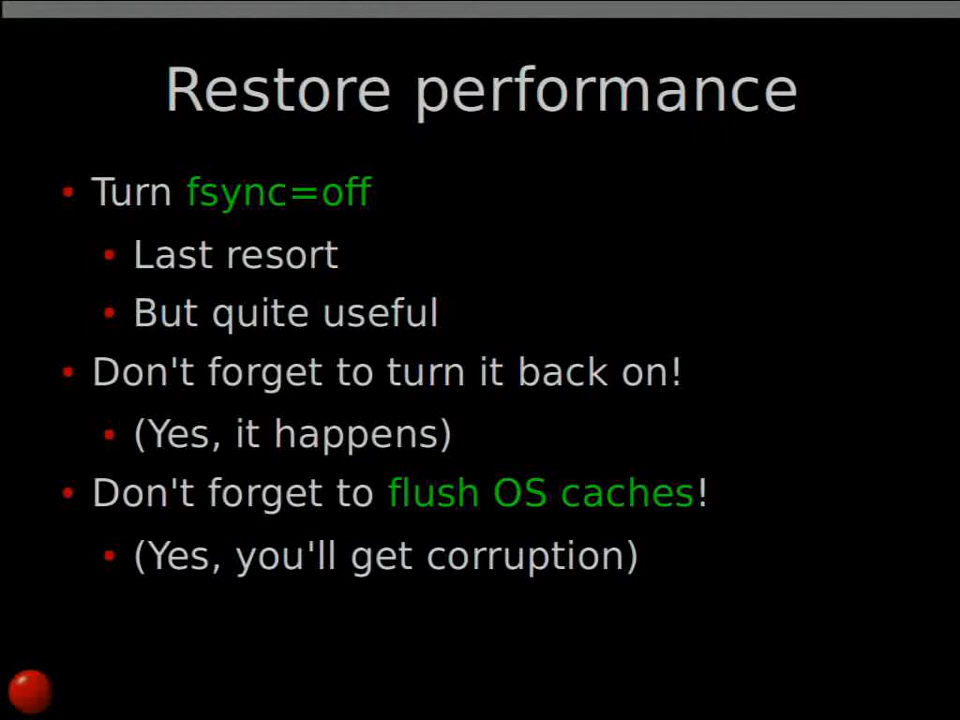 Restore performance
Turn fsync=off
Last resort
But quite useful
Don't forget to turn it back on!
(Yes, it happens)
Don't forget to flush OS caches!
(Yes, you'll get corruption)